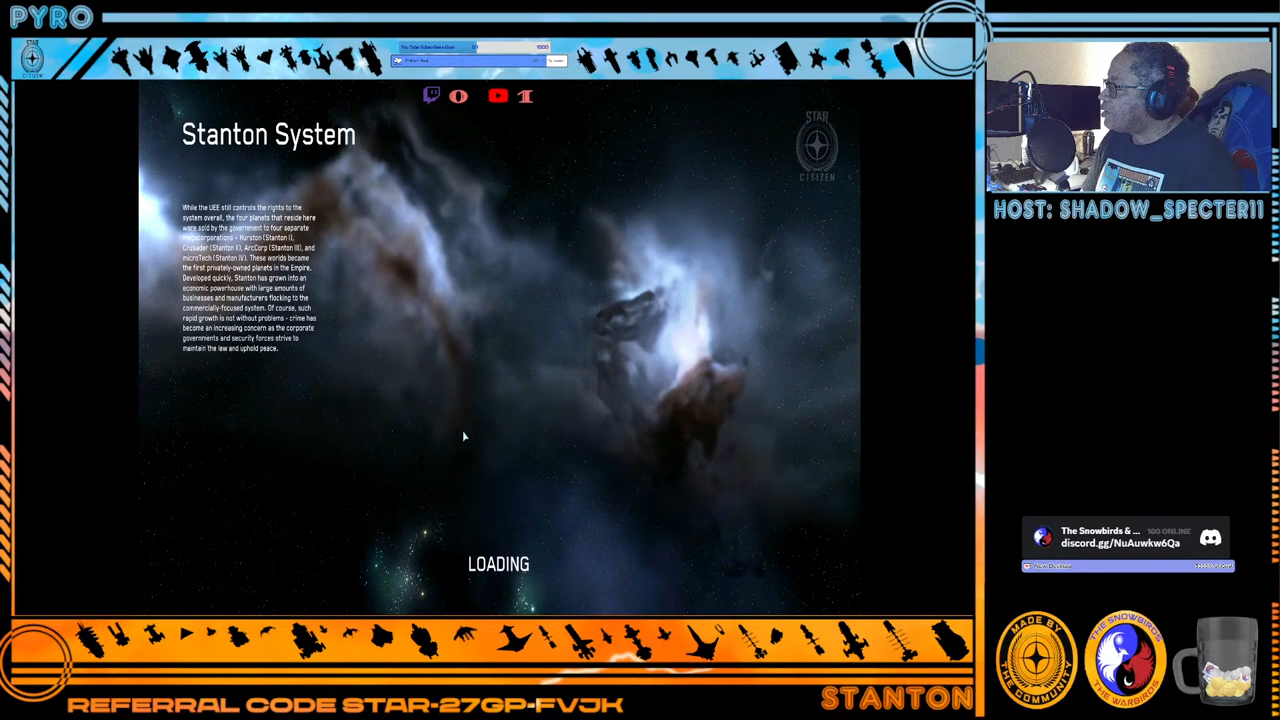 PYRO
1000
0
1
Stanton System
STAR
CITIZEN
While the UEE still controls the rights to the
system overall, the four planets that reside here
were sold by the government to four separate
megacorporations - Hurston (Stanton I),
Crusader (Stanton II), ArcCorp (Stanton III), and
microTech (Stanton IV). These worlds became
the first privately-owned planets in the Empire.
Developed quickly, Stanton has grown into an
economic powerhouse with large amounts of
businesses and manufacturers flocking to the
commercially-focused system. Of course, such
rapid growth is not without problems - crime has
become an increasing concern as the corporate
governments and security forces strive to
maintain the law and uphold peace.
LOADING
HOST: SHADOW_SPECTER11
The Snowbirds & ... 100 ONLINE
discord.gg/NuAuwkw6Qa
MADE BY
THE COMMUNITY
THE SNOWBIRDS
THE WARBIRDS
REFERRAL CODE STAR-27GP-FVJK
STANTON